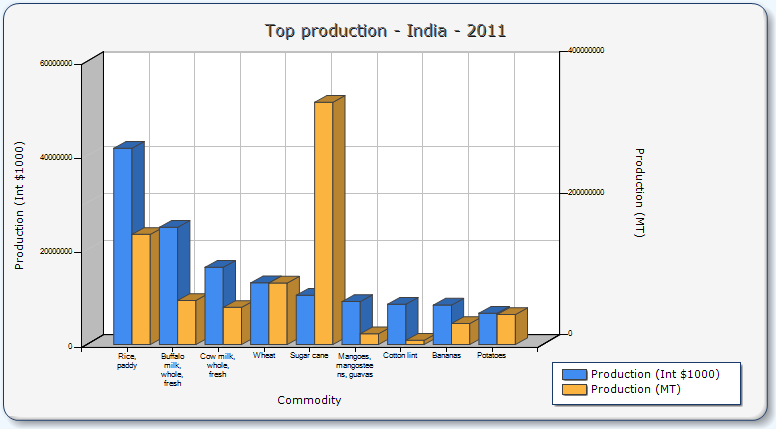 Top production - India - 2011
60000000
40000000
20000000
0
Production (Int $1000)
400000000
200000000
0
Production (MT)
Rice,
paddy
Buffalo
milk,
whole,
fresh
Cow milk,
whole,
fresh
Wheat
Sugar cane
Mangoes,
mangostee
ns, guavas
Cotton lint
Bananas
Potatoes
Commodity
Production (Int $1000)
Production (MT)